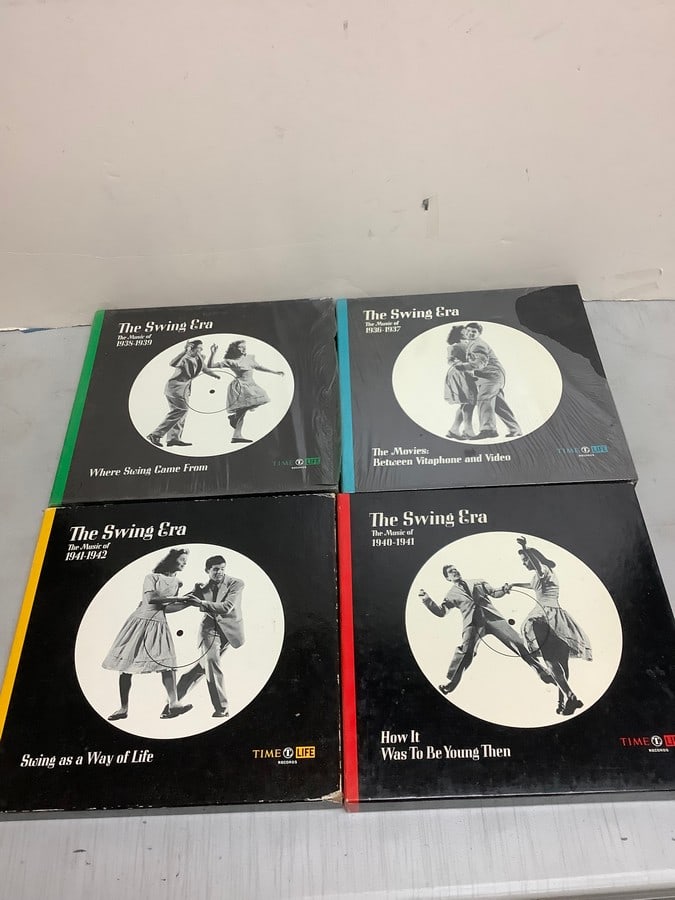 The Swing Era
The Music of
1938-1939
Where Swing Came From
TIME LIFE
The Swing Era
The Music of
1936-1937
The Movies:
Between Vitaphone and Video
TIME LIFE
RECORDS
The Swing Era
The Music of
1941-1942
Swing as a Way of Life
TIME LIFE
RECORDS
The Swing Era
The Music of
1940-1941
How It
Was To Be Young Then
TIME LI
RECORDS